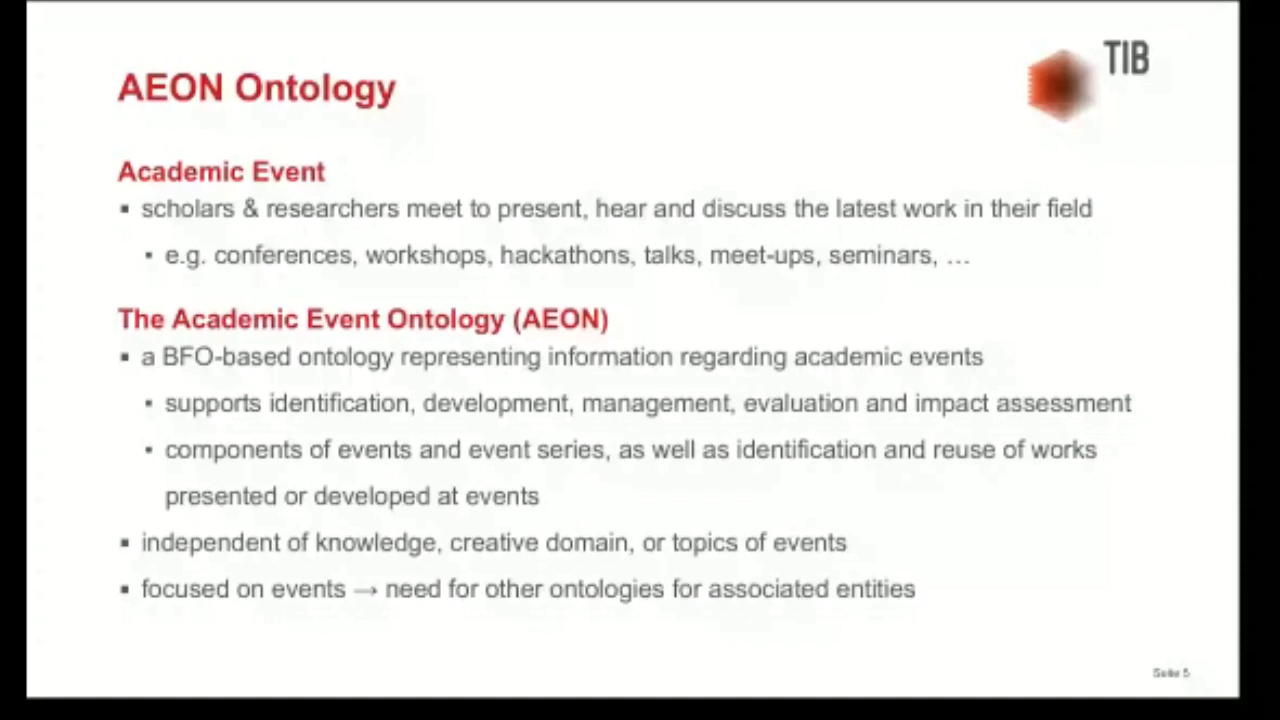 TIB
AEON Ontology
Academic Event
▪ scholars & researchers meet to present, hear and discuss the latest work in their field
▪ e.g. conferences, workshops, hackathons, talks, meet-ups, seminars, …
The Academic Event Ontology (AEON)
▪ a BFO-based ontology representing information regarding academic events
▪ supports identification, development, management, evaluation and impact assessment
▪ components of events and event series, as well as identification and reuse of works
presented or developed at events
▪ independent of knowledge, creative domain, or topics of events
▪ focused on events → need for other ontologies for associated entities
Seite 5